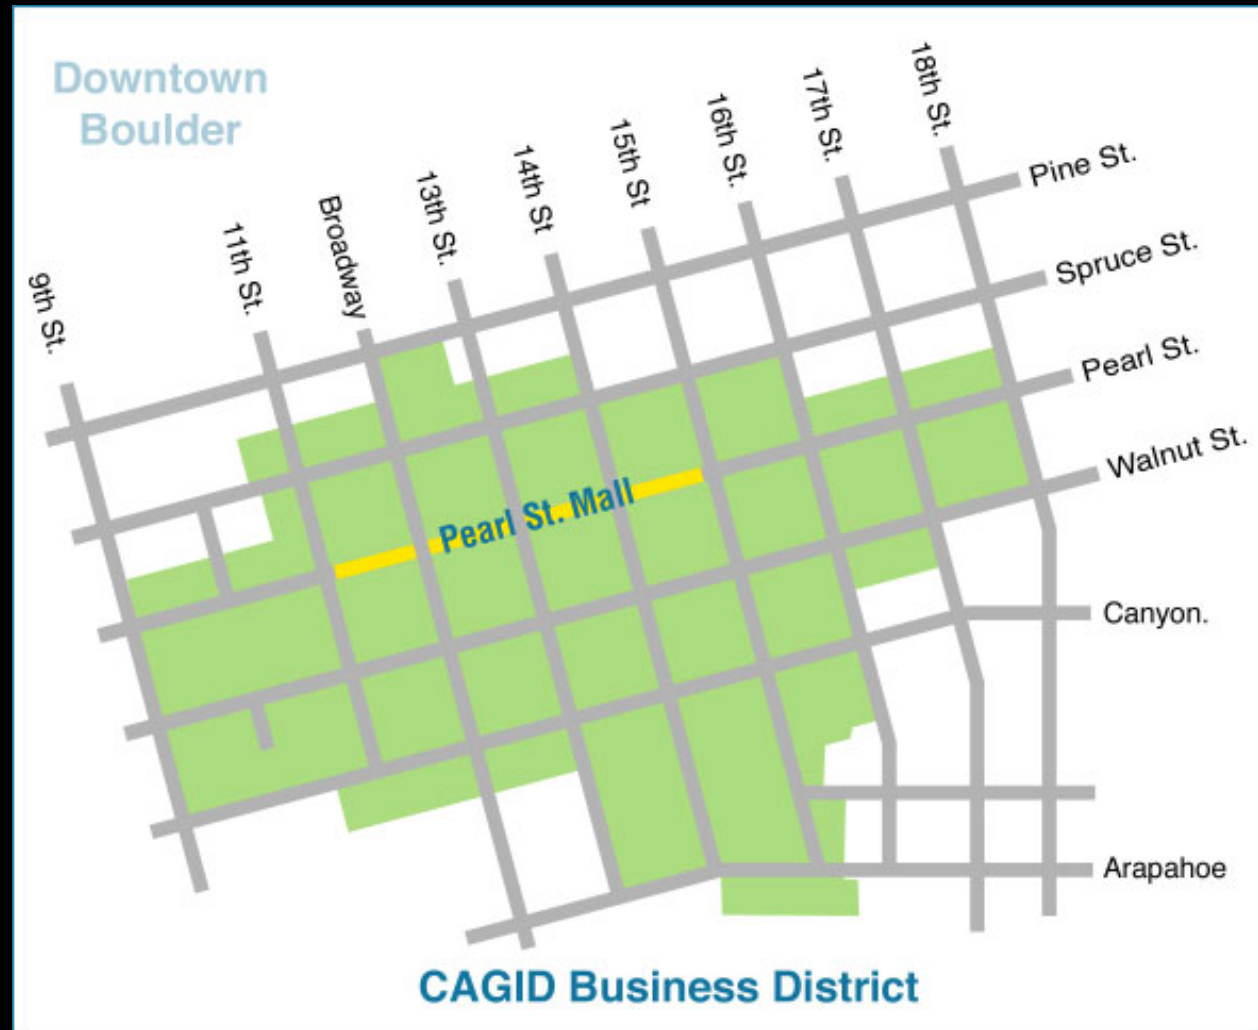 Downtown
Boulder
9th St.
11th St.
Broadway
13th St.
14th St
15th St
16th St.
17th St.
18th St.
Pine St.
Spruce St.
Pearl St.
Walnut St.
Pearl St. Mall
Canyon.
Arapahoe
CAGID Business District